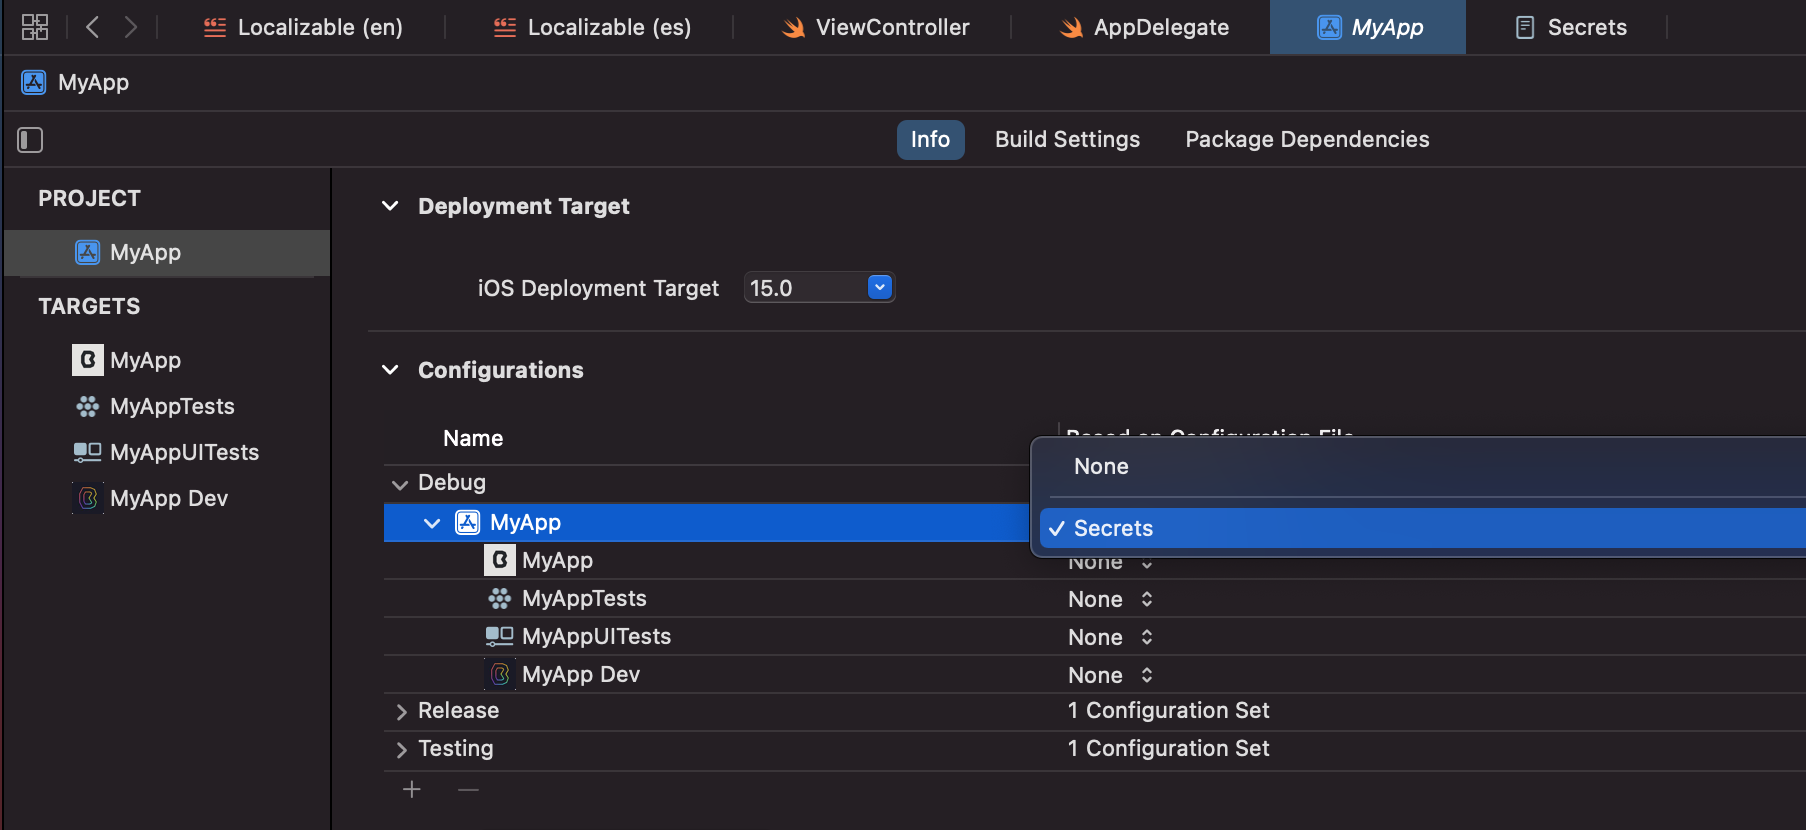 Localizable (en)
Localizable (es)
ViewController
AppDelegate
MyApp
Secrets
MyApp
Info
Build Settings
Package Dependencies
PROJECT
MyApp
TARGETS
MyApp
MyAppTests
MyAppUITests
MyApp Dev
Deployment Target
iOS Deployment Target
15.0
Configurations
Name
Based on Configuration File
None
Secrets
Debug
MyApp
MyApp
None
MyAppTests
None
MyAppUITests
None
MyApp Dev
None
Release
1 Configuration Set
Testing
1 Configuration Set